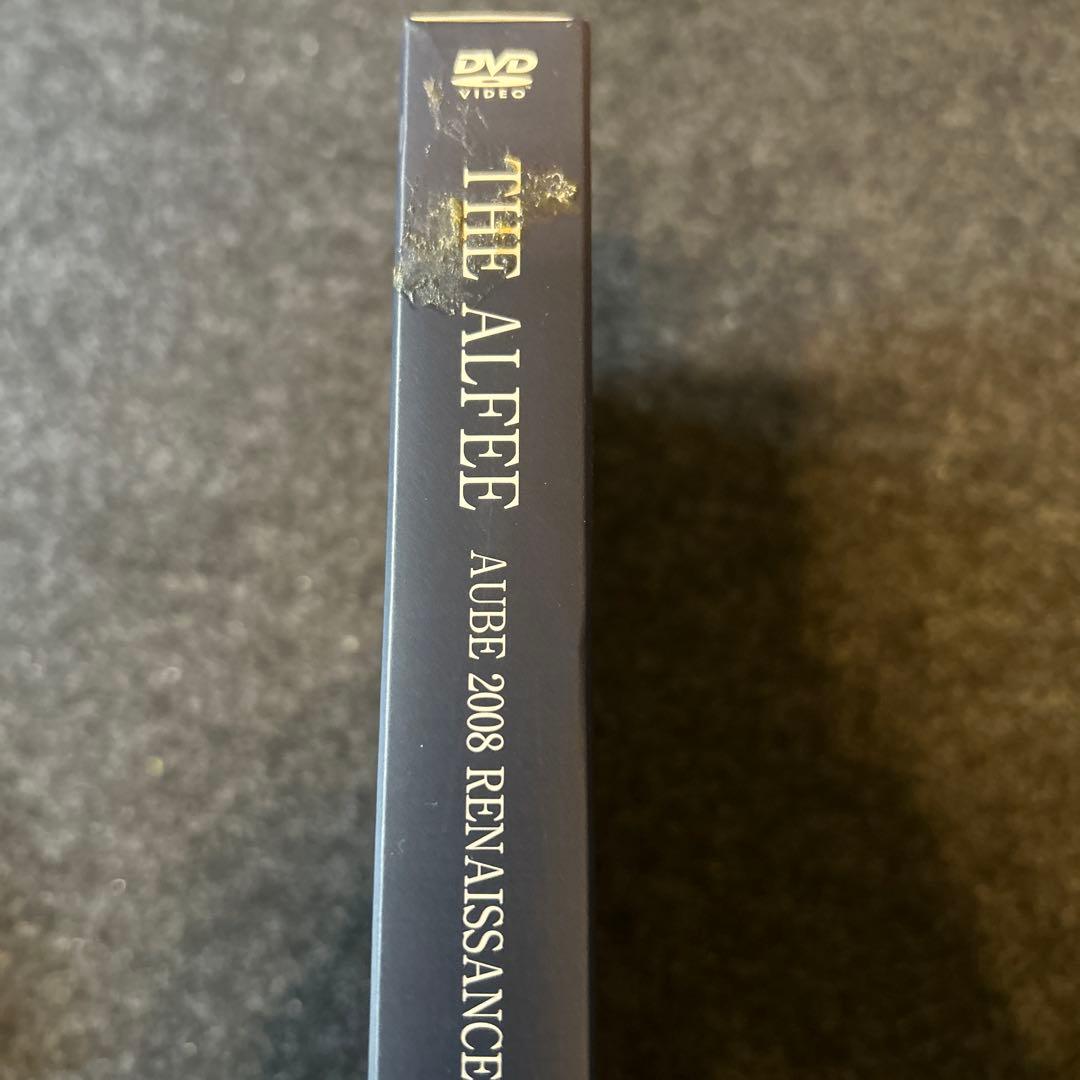 DVD
VIDEO
THE ALFEE AUBE 2008 RENAISSANCE